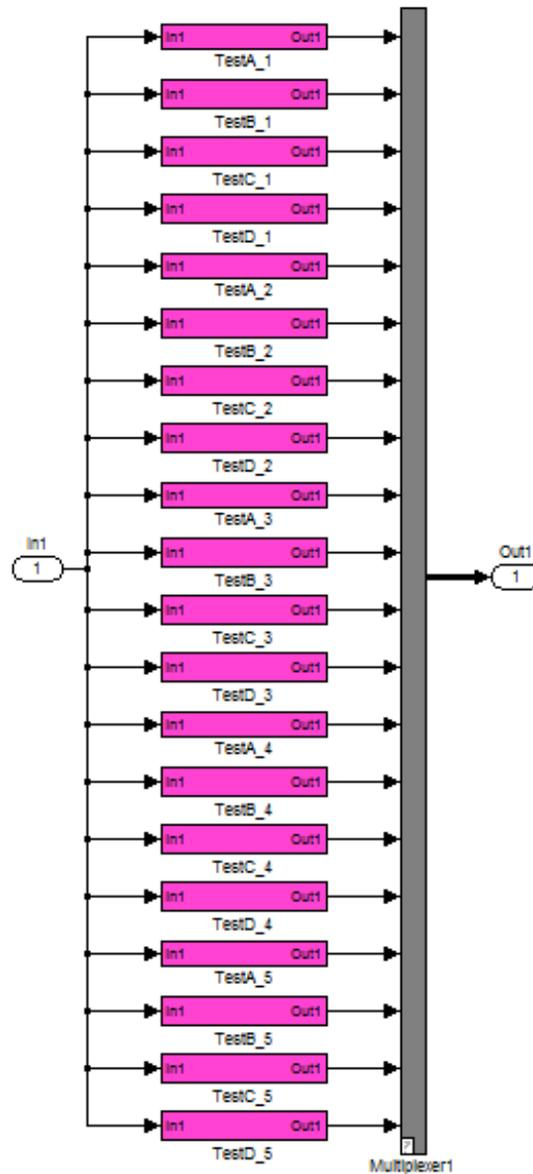 In1 Out1
TestA_1
In1 Out1
TestB_1
In1 Out1
TestC_1
In1 Out1
TestD_1
In1 Out1
TestA_2
In1 Out1
TestB_2
In1 Out1
TestC_2
In1 Out1
TestD_2
In1 Out1
TestA_3
In1
1
In1 Out1
TestB_3
Out1
1
In1 Out1
TestC_3
In1 Out1
TestD_3
In1 Out1
TestA_4
In1 Out1
TestB_4
In1 Out1
TestC_4
In1 Out1
TestD_4
In1 Out1
TestA_5
In1 Out1
TestB_5
In1 Out1
TestC_5
In1 Out1
TestD_5
Multiplexer1